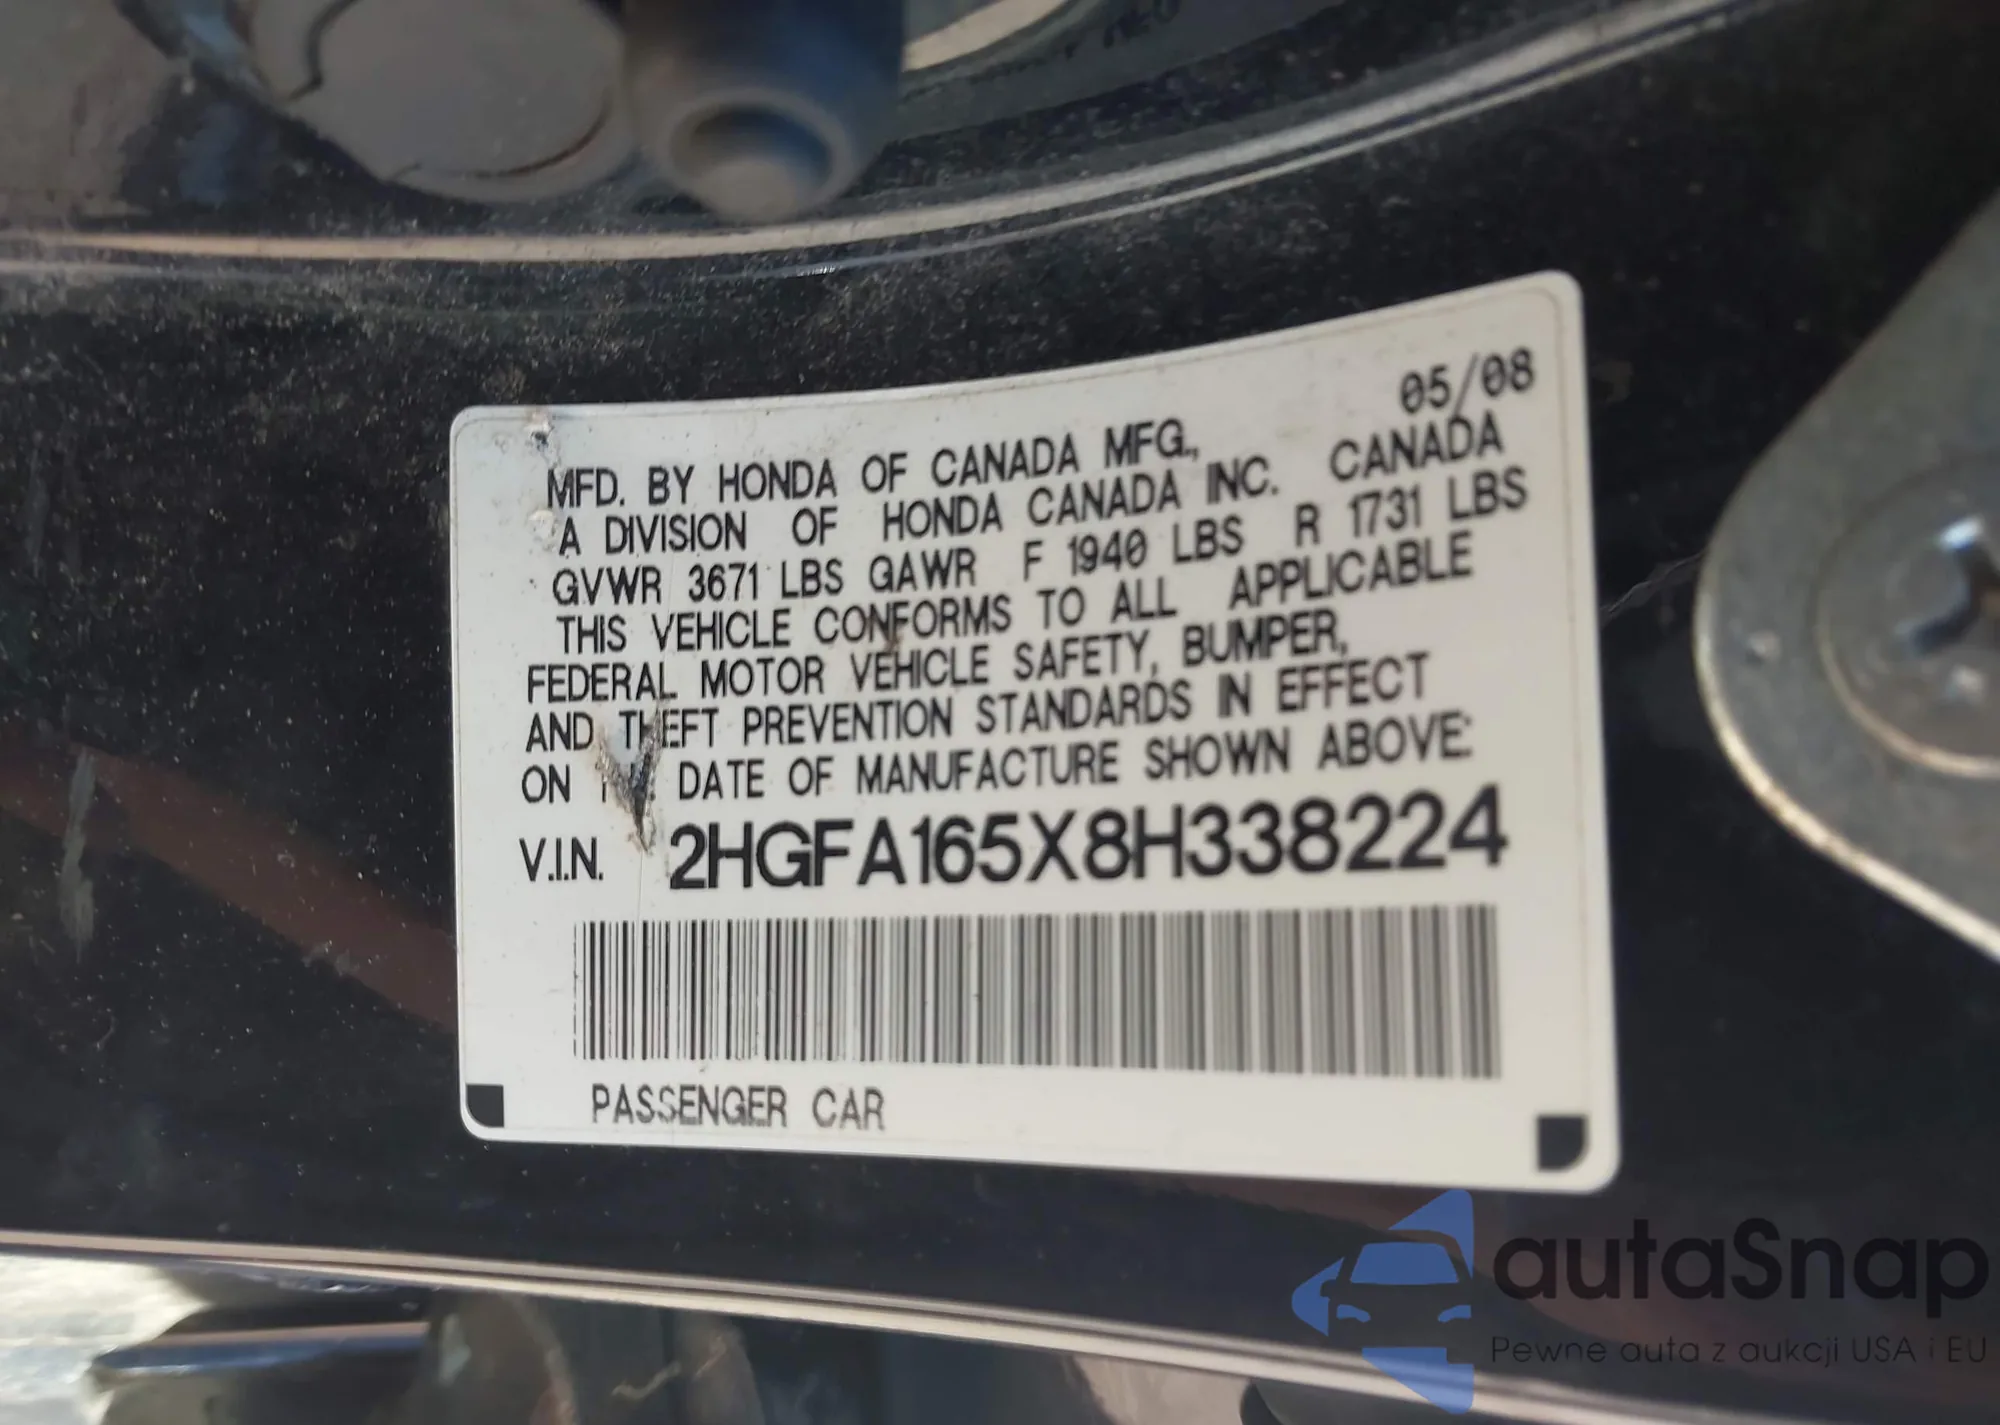 05/08
MFD. BY HONDA OF CANADA MFG.,
A DIVISION OF HONDA CANADA INC. CANADA
GVWR 3671 LBS GAWR F 1940 LBS R 1731 LBS
THIS VEHICLE CONFORMS TO ALL APPLICABLE
FEDERAL MOTOR VEHICLE SAFETY, BUMPER,
AND THEFT PREVENTION STANDARDS IN EFFECT
ON DATE OF MANUFACTURE SHOWN ABOVE:
V.I.N. 2HGFA165X8H338224
PASSENGER CAR
autaSnap
Pewne auta z aukcji USA i EU